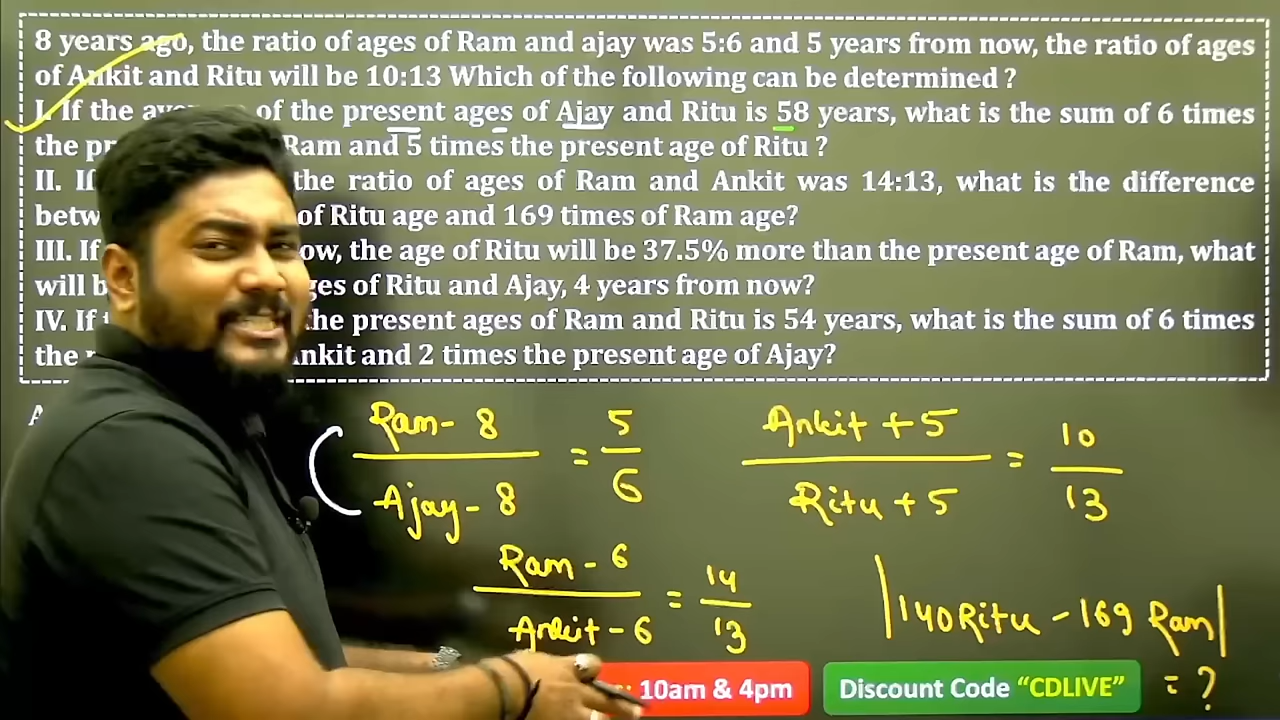 8 years ago, the ratio of ages of Ram and ajay was 5:6 and 5 years from now, the ratio of ages
of Ankit and Ritu will be 10:13 Which of the following can be determined ?
I. If the of the present ages of Ajay and Ritu is 58 years, what is the sum of 6 times
the Ram and 5 times the present age of Ritu ?
II. the ratio of ages of Ram and Ankit was 14:13, what is the difference
of Ritu age and 169 times of Ram age?
III. If the age of Ritu will be 37.5% more than the present age of Ram, what
will of Ritu and Ajay, 4 years from now?
IV. If the present ages of Ram and Ritu is 54 years, what is the sum of 6 times
the and 2 times the present age of Ajay?
Ram - 8 / Ajay - 8 = 5 / 6
Ankit + 5 / Ritu + 5 = 10 / 13
Ram - 6 / Ankit - 6 = 14 / 13
|140 Ritu - 169 Ram|
= ?
10am & 4pm
Discount Code “CDLIVE”